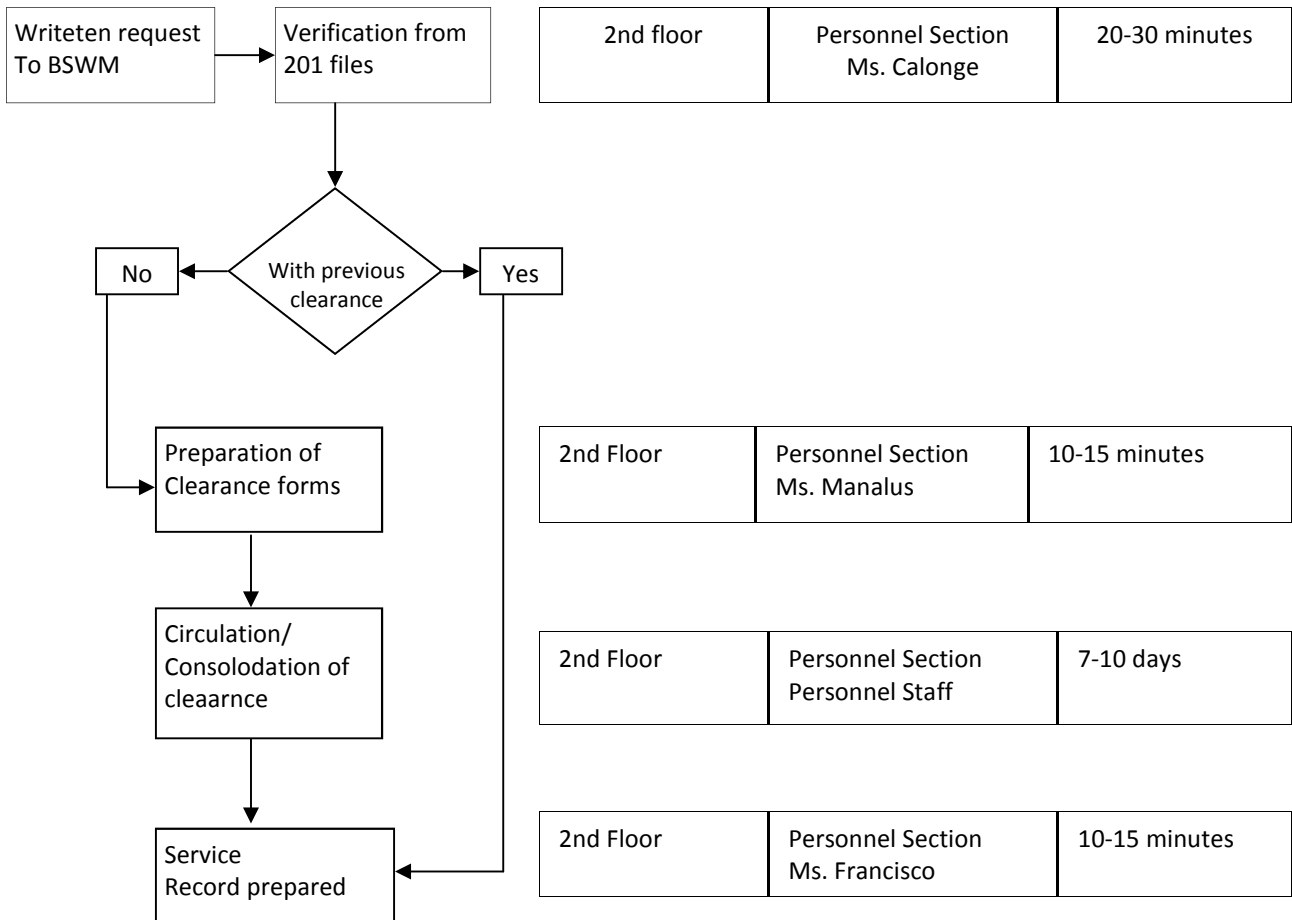 Writeten request
To BSWM
Verification from
201 files
2nd floor
Personnel Section
Ms. Calonge
20-30 minutes
With previous
clearance
No
Yes
Preparation of
Clearance forms
2nd Floor
Personnel Section
Ms. Manalus
10-15 minutes
Circulation/
Consolodation of
cleaarnce
2nd Floor
Personnel Section
Personnel Staff
7-10 days
Service
Record prepared
2nd Floor
Personnel Section
Ms. Francisco
10-15 minutes